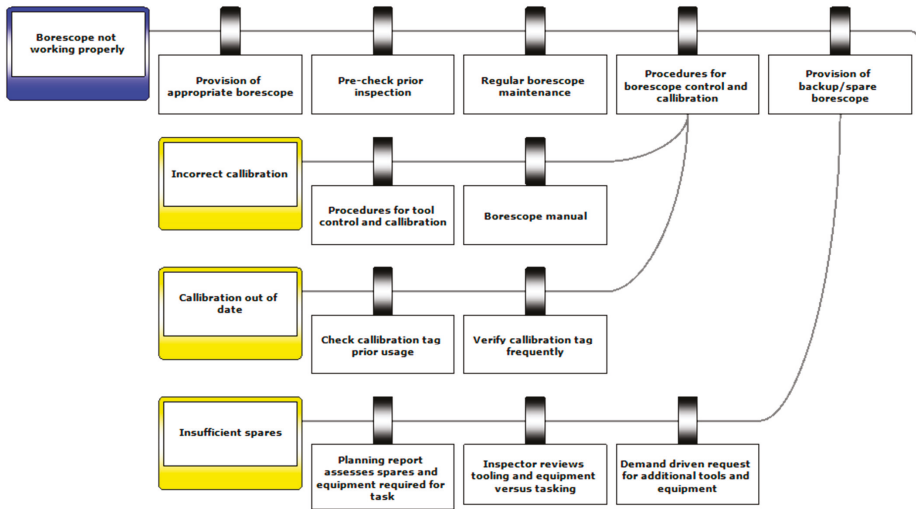 Borescope not
working properly
Provision of
appropriate borescope
Pre-check prior
inspection
Regular borescope
maintenance
Procedures for
borescope control and
callibration
Provision of
backup/spare
borescope
Incorrect callibration
Procedures for tool
control and callibration
Borescope manual
Callibration out of
date
Check callibration tag
prior usage
Verify callibration tag
frequently
Insufficient spares
Planning report
assesses spares and
equipment required for
task
Inspector reviews
tooling and equipment
versus tasking
Demand driven request
for additional tools and
equipment